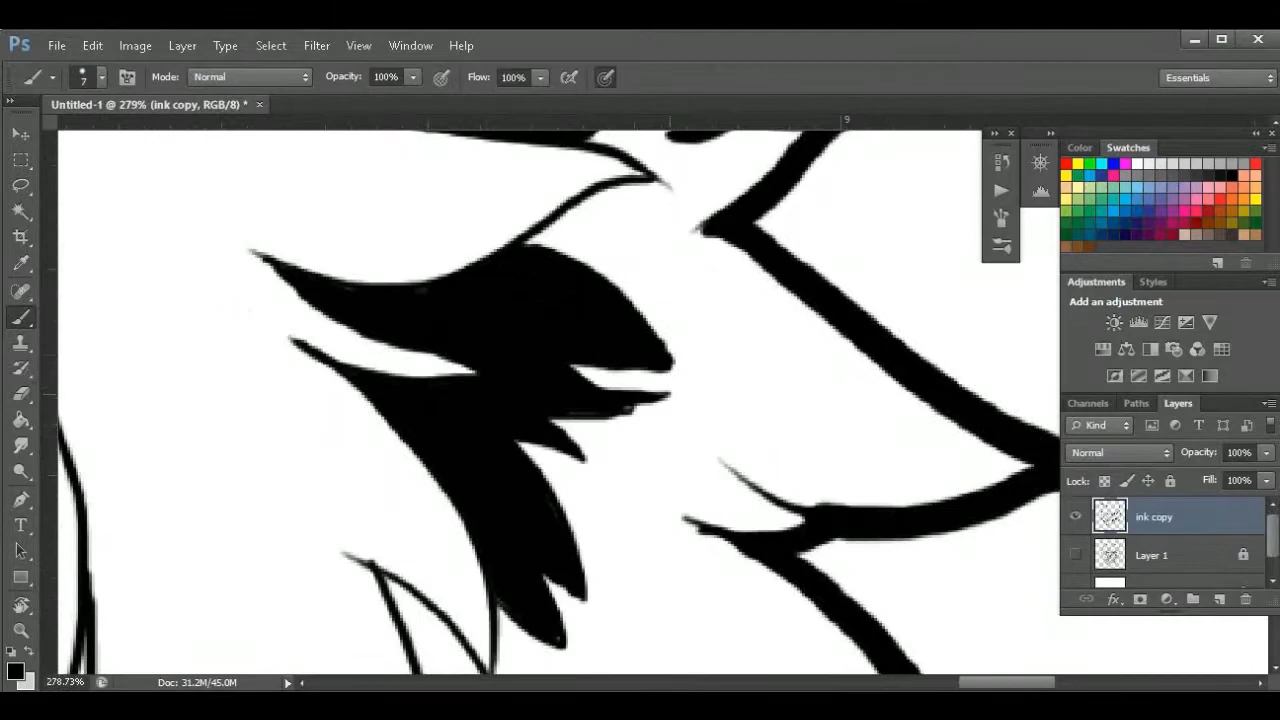 Ps File Edit Image Layer Type Select Filter View Window Help
7 Mode: Normal Opacity: 100% Flow: 100% Essentials
Untitled-1 @ 279% (ink copy, RGB/8) * ×
9
Color Swatches
Adjustments Styles
Add an adjustment
Channels Paths Layers
Kind
Normal Opacity: 100%
Lock: Fill: 100%
ink copy
Layer 1
278.73% Doc: 31.2M/45.0M